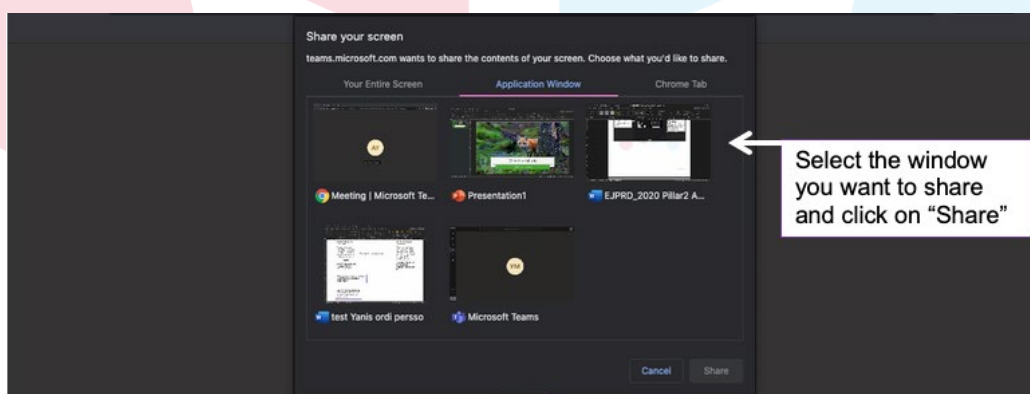 Share your screen
teams.microsoft.com wants to share the contents of your screen. Choose what you'd like to share.
Your Entire Screen
Application Window
Chrome Tab
AY
Meeting | Microsoft Te...
Presentation1
EJPRD_2020 Pillar2 A...
Select the window
you want to share
and click on “Share”
YM
test Yanis ordi persso
Microsoft Teams
Cancel
Share